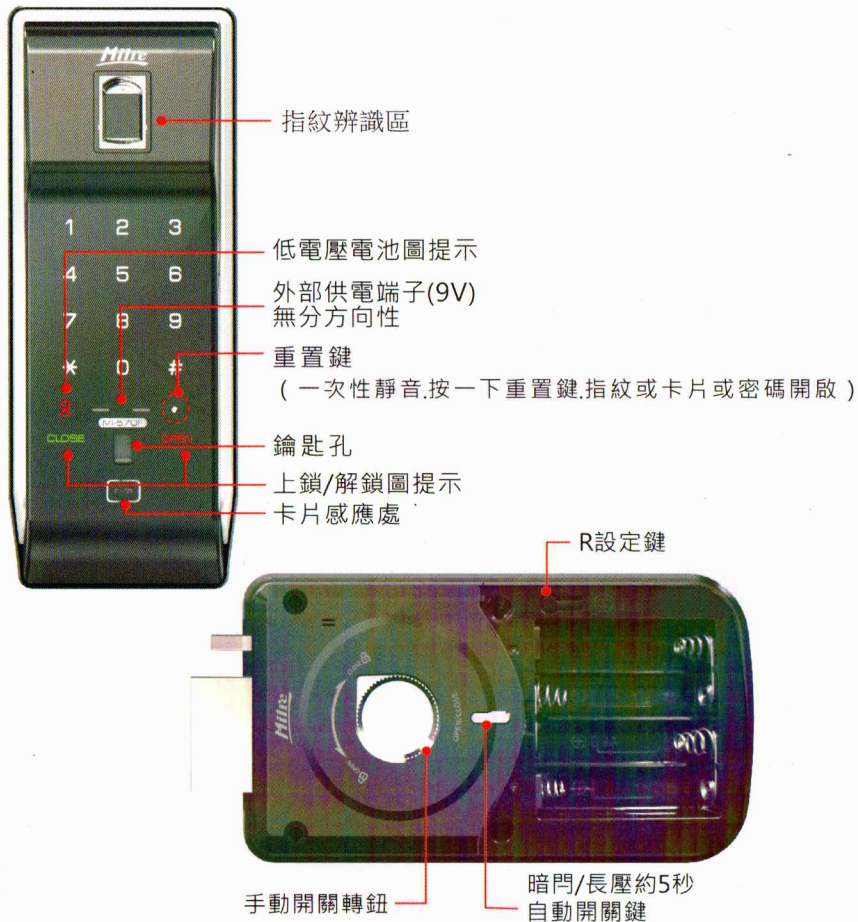 Milre
指紋辨識區
1 2 3
4 5 6
7 8 9
* 0 #
低電壓電池圖提示
外部供電端子(9V)
無分方向性
重置鍵
(一次性靜音.按一下重置鍵.指紋或卡片或密碼開啟)
MI-570F
CLOSE
OPEN
鑰匙孔
上鎖/解鎖圖提示
卡片感應處
R設定鍵
Milre
CLOSE
OPEN
OPEN/CLOSE
手動開關轉鈕
暗閂/長壓約5秒
自動開關鍵